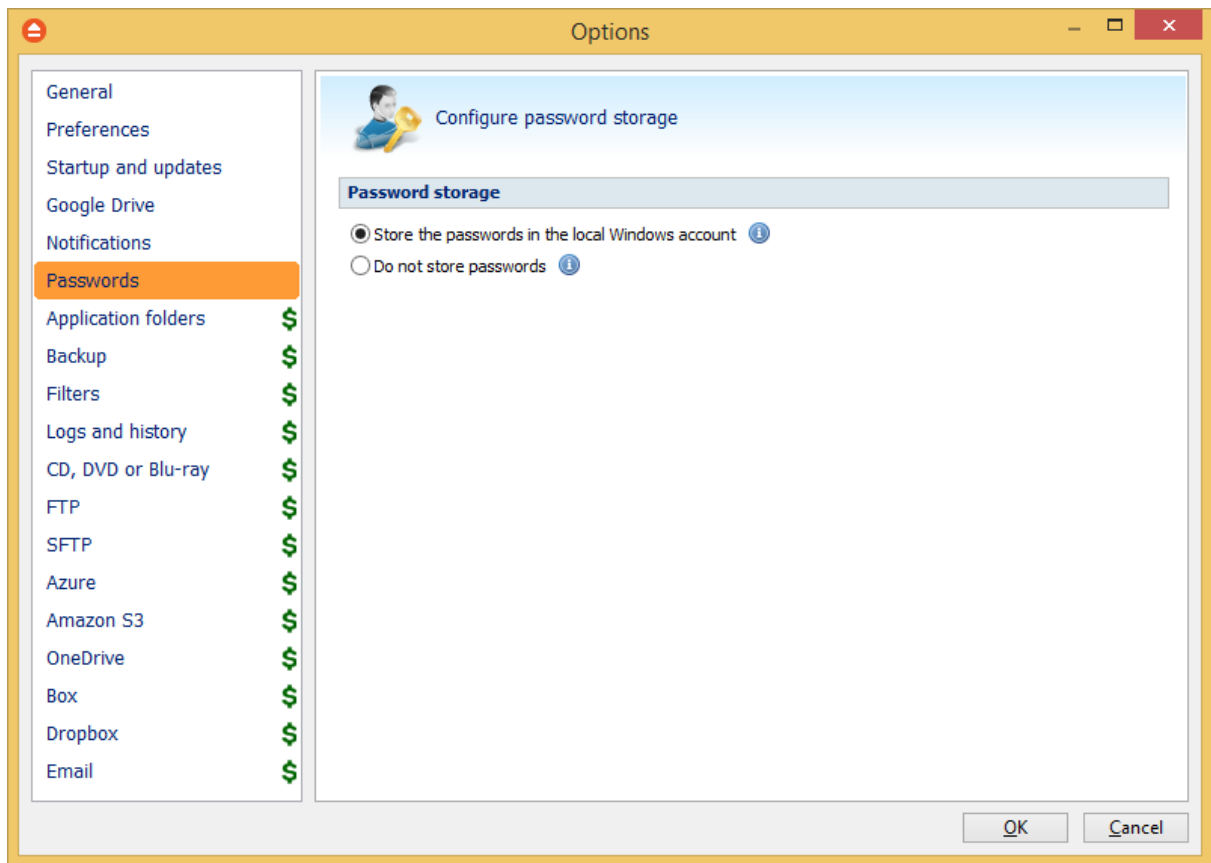 Options
General
Preferences
Startup and updates
Google Drive
Notifications
Passwords
Application folders $
Backup $
Filters $
Logs and history $
CD, DVD or Blu-ray $
FTP $
SFTP $
Azure $
Amazon S3 $
OneDrive $
Box $
Dropbox $
Email $
Configure password storage
Password storage
Store the passwords in the local Windows account
Do not store passwords
OK
Cancel